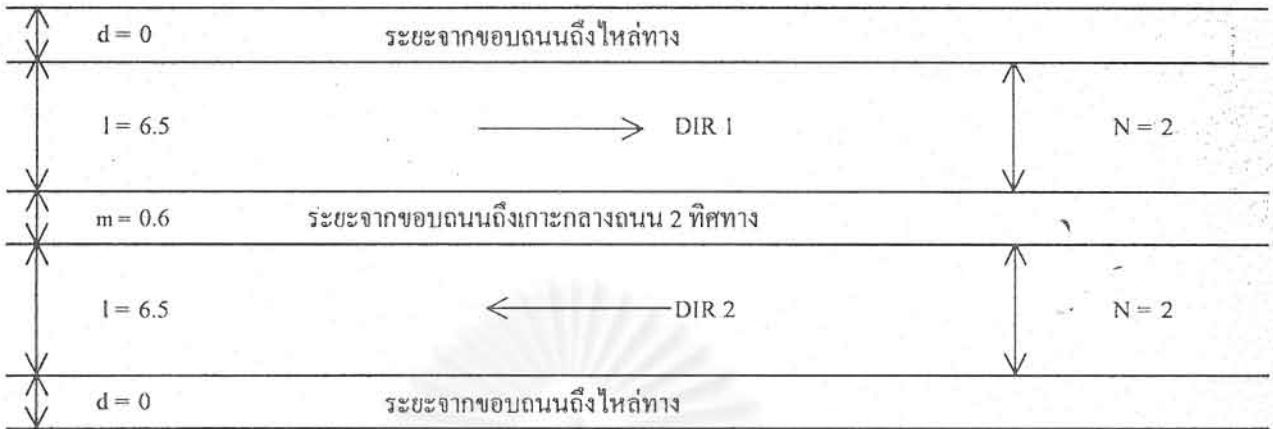 d = 0 ระยะจากขอบถนนถึงไหล่ทาง
l = 6.5 DIR 1 N = 2
m = 0.6 ระยะจากขอบถนนถึงเกาะกลางถนน 2 ทิศทาง
l = 6.5 DIR 2 N = 2
d = 0 ระยะจากขอบถนนถึงไหล่ทาง